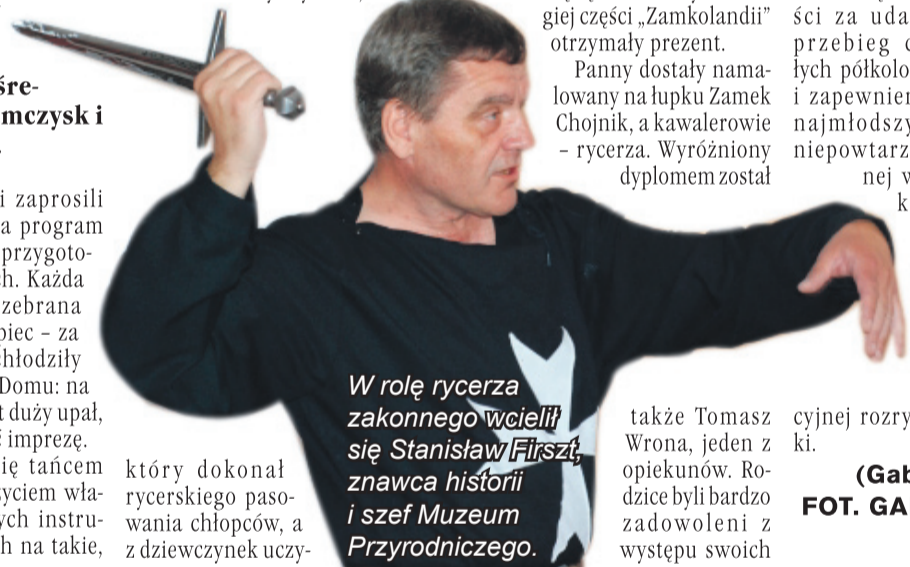 śre-
mczysk i
i zaprosili
a program
przygoto-
ch. Każda
zebrana
piec – za
chłodziły
Domu: na
t duży upał,
ć imprezę.
ię tańcem
życiem wła-
ych instru-
h na takie,
który dokonał
rycerskiego paso-
wania chłopców, a
z dziewczynek uczy-
W rolę rycerza
zakonnego wcielił
się Stanisław Firszt,
znawca historii
i szef Muzeum
Przyrodniczego.
giej części „Zamkolandii”
otrzymały prezent.
Panny dostały nama-
lowany na łupku Zamek
Chojnik, a kawalerowie
– rycerza. Wyróżniony
dyplomem został
także Tomasz
Wrona, jeden z
opiekunów. Ro-
dzice byli bardzo
zadowoleni z
występu swoich
ści za uda
przebieg
łych półkolo
i zapewnien
najmłodszy
niepowtarz
nej w
k
cyjnej rozry
ki.
(Gab
FOT. GA